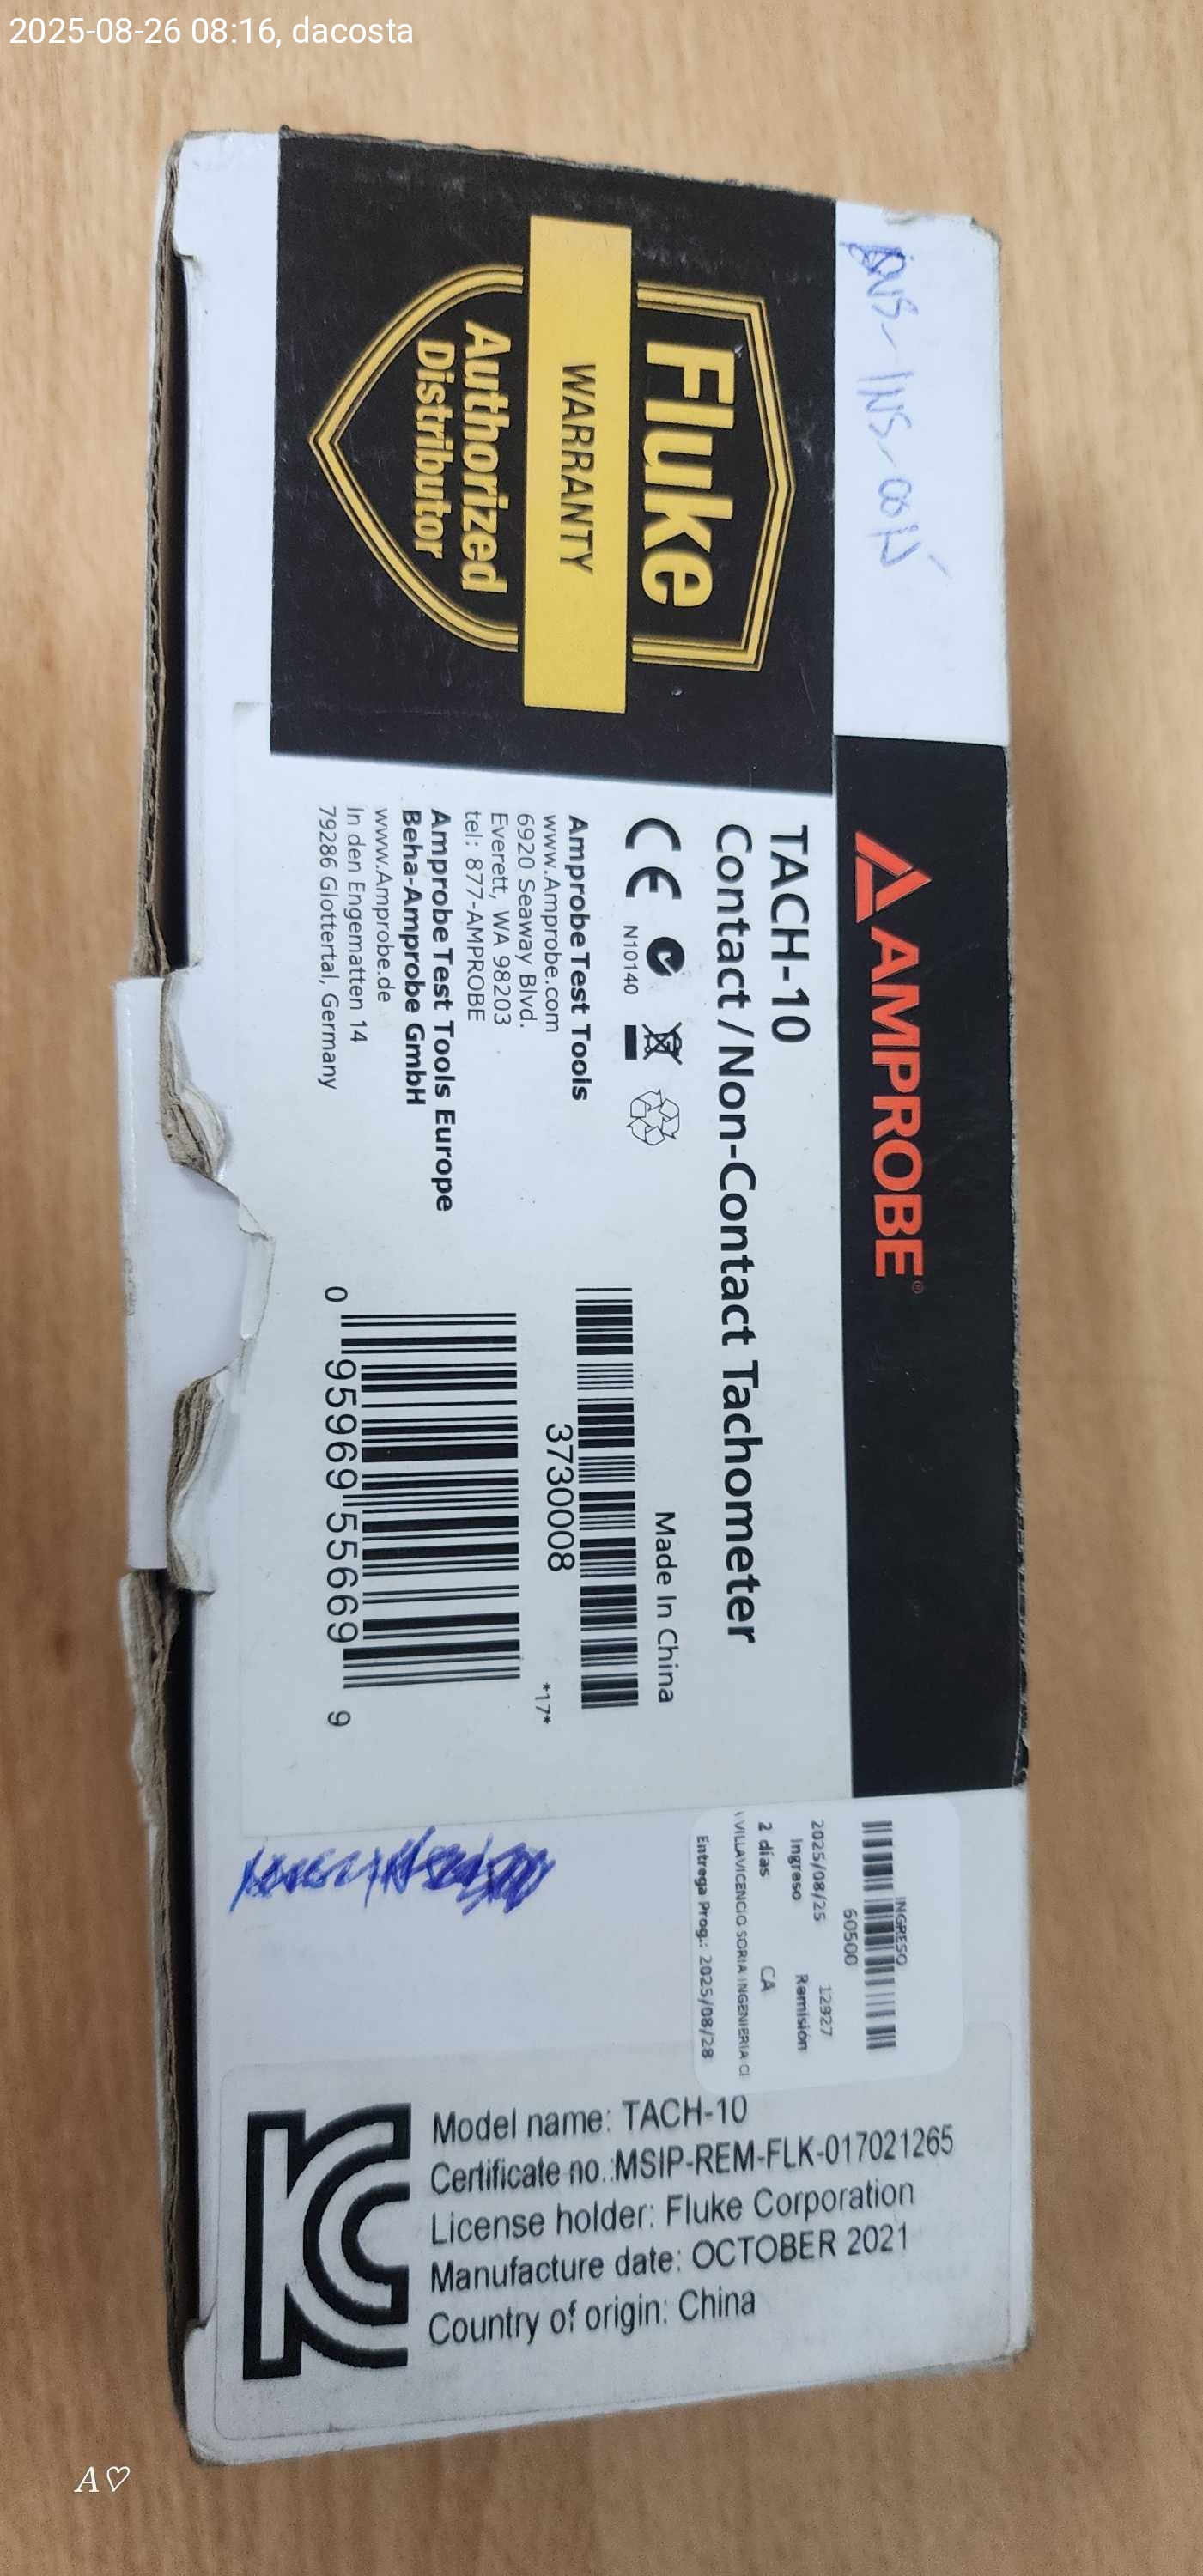 2025-08-26 08:16, dacosta
AMPROBE®
Fluke
WARRANTY
Authorized
Distributor
TACH-10
Contact / Non-Contact Tachometer
CE N10140
Made In China
3730008
*17*
0 95969 55669 9
Amprobe Test Tools
www.Amprobe.com
6920 Seaway Blvd.
Everett, WA 98203
tel: 877-AMPROBE
Amprobe Test Tools Europe
Beha-Amprobe GmbH
www.Amprobe.de
In den Engematten 14
79286 Glottertal, Germany
INGRESO
60500
2025/08/25 12927
Ingreso Remisión
2 días CA
VILLAVICENCIO SORIA INGENIERIA CI
Entrega Prog.: 2025/08/28
Model name: TACH-10
Certificate no.:MSIP-REM-FLK-017021265
License holder: Fluke Corporation
Manufacture date: OCTOBER 2021
Country of origin: China
A♡